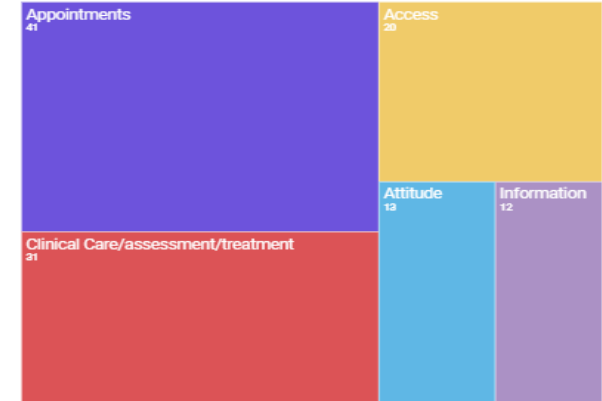 Appointments
41
Access
20
Attitude
13
Information
12
Clinical Care/assessment/treatment
31